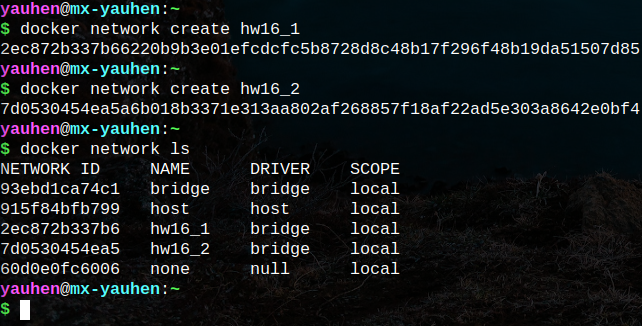 yauhen@mx-yauhen:~
$ docker network create hw16_1
2ec872b337b66220b9b3e01efcdcfc5b8728d8c48b17f296f48b19da51507d85
yauhen@mx-yauhen:~
$ docker network create hw16_2
7d0530454ea5a6b018b3371e313aa802af268857f18af22ad5e303a8642e0bf4
yauhen@mx-yauhen:~
$ docker network ls
NETWORK ID     NAME      DRIVER    SCOPE
93ebd1ca74c1   bridge    bridge    local
915f84bfb799   host      host      local
2ec872b337b6   hw16_1    bridge    local
7d0530454ea5   hw16_2    bridge    local
60d0e0fc6006   none      null      local
yauhen@mx-yauhen:~
$